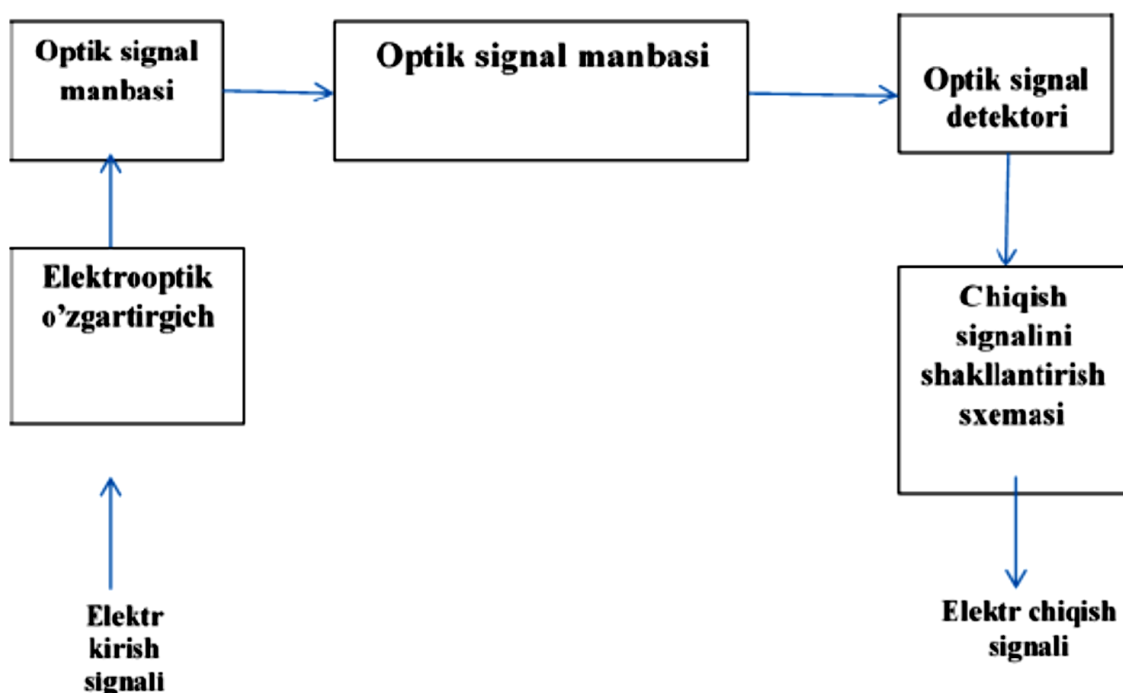 Optik signal
manbasi
Optik signal manbasi
Optik signal
detektori
Elektrooptik
o’zgartirgich
Chiqish
signalini
shakllantirish
sxemasi
Elektr
kirish
signali
Elektr chiqish
signali